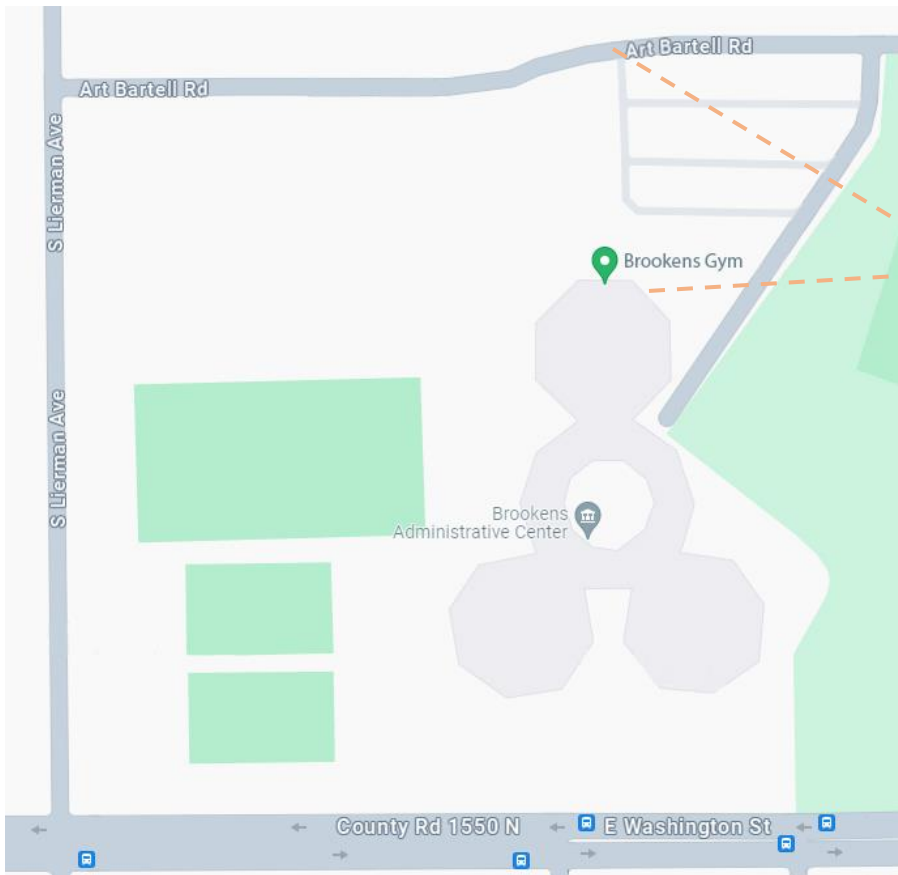 Art Bartell Rd
Art Bartell Rd
S Lierman Ave
Brookens Gym
S Lierman Ave
Brookens
Administrative Center
County Rd 1550 N
E Washington St